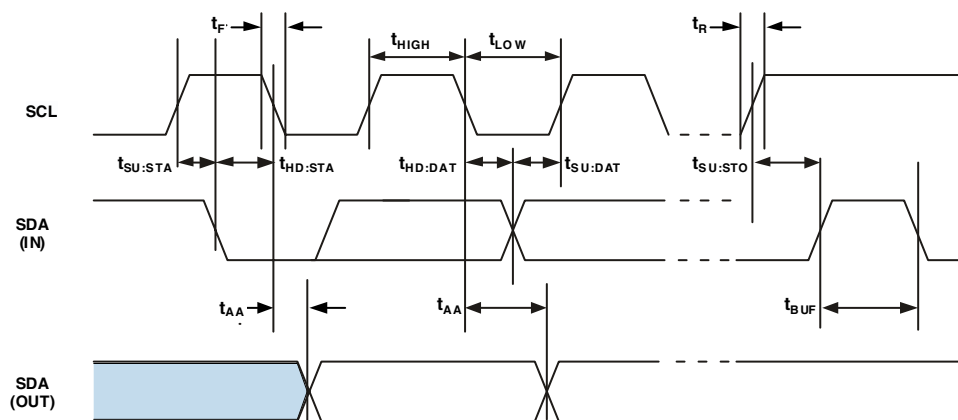 tF
tHIGH
tLOW
tR
SCL
tSU:STA
tHD:STA
tHD:DAT
tSU:DAT
tSU:STO
SDA
(IN)
tAA
tAA
tBUF
SDA
(OUT)